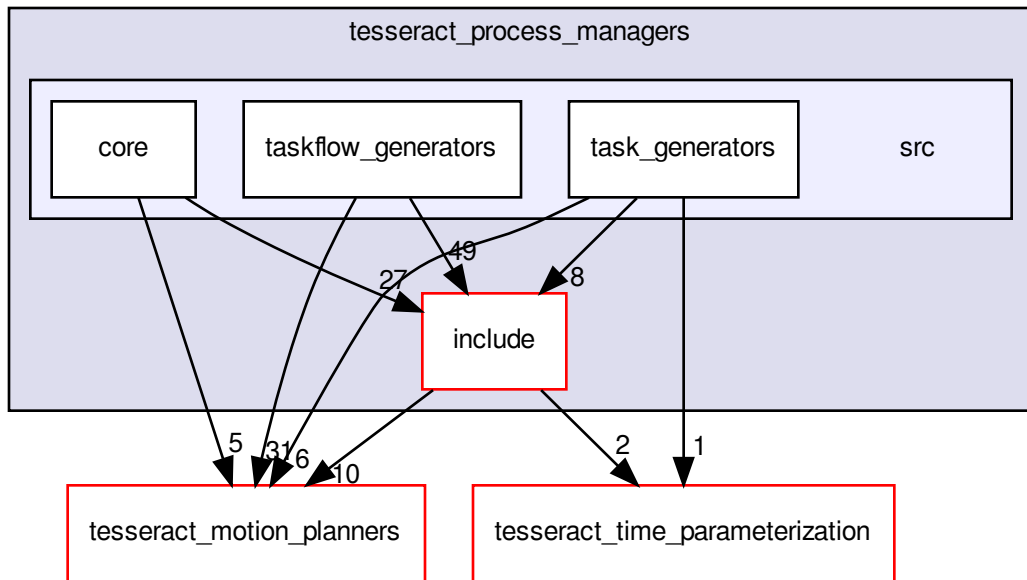 tesseract_process_managers
core
taskflow_generators
task_generators
src
49
27
8
include
5
31
6
10
2
1
tesseract_motion_planners
tesseract_time_parameterization